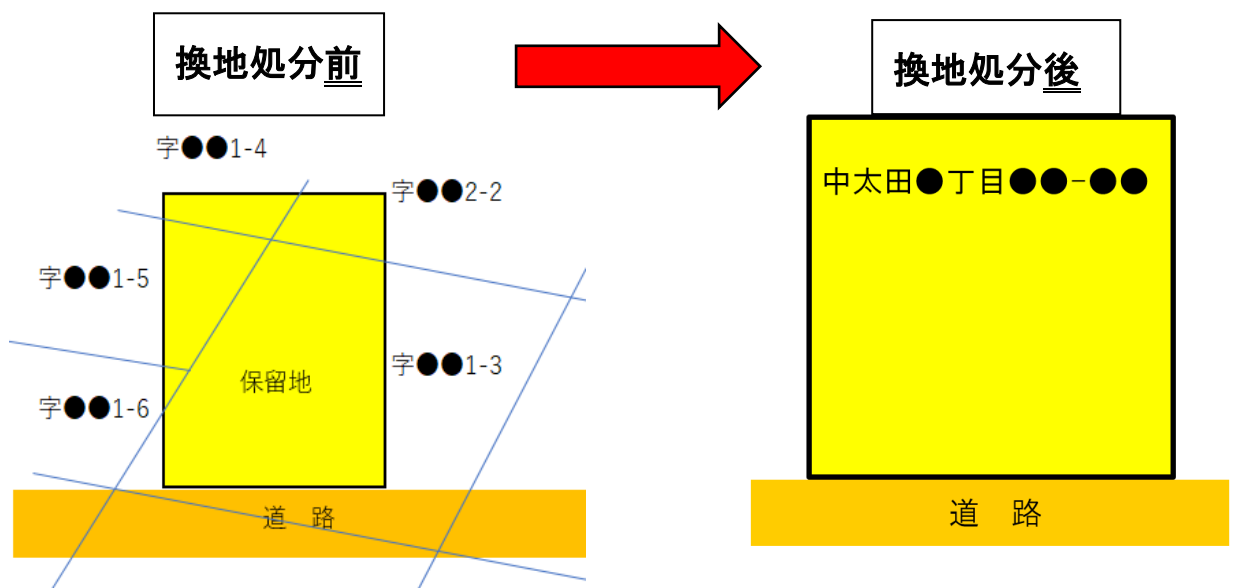 換地処分前
換地処分後
字●●1-4
字●●2-2
字●●1-5
字●●1-3
保留地
字●●1-6
道　路
中太田●丁目●●-●●
道　路